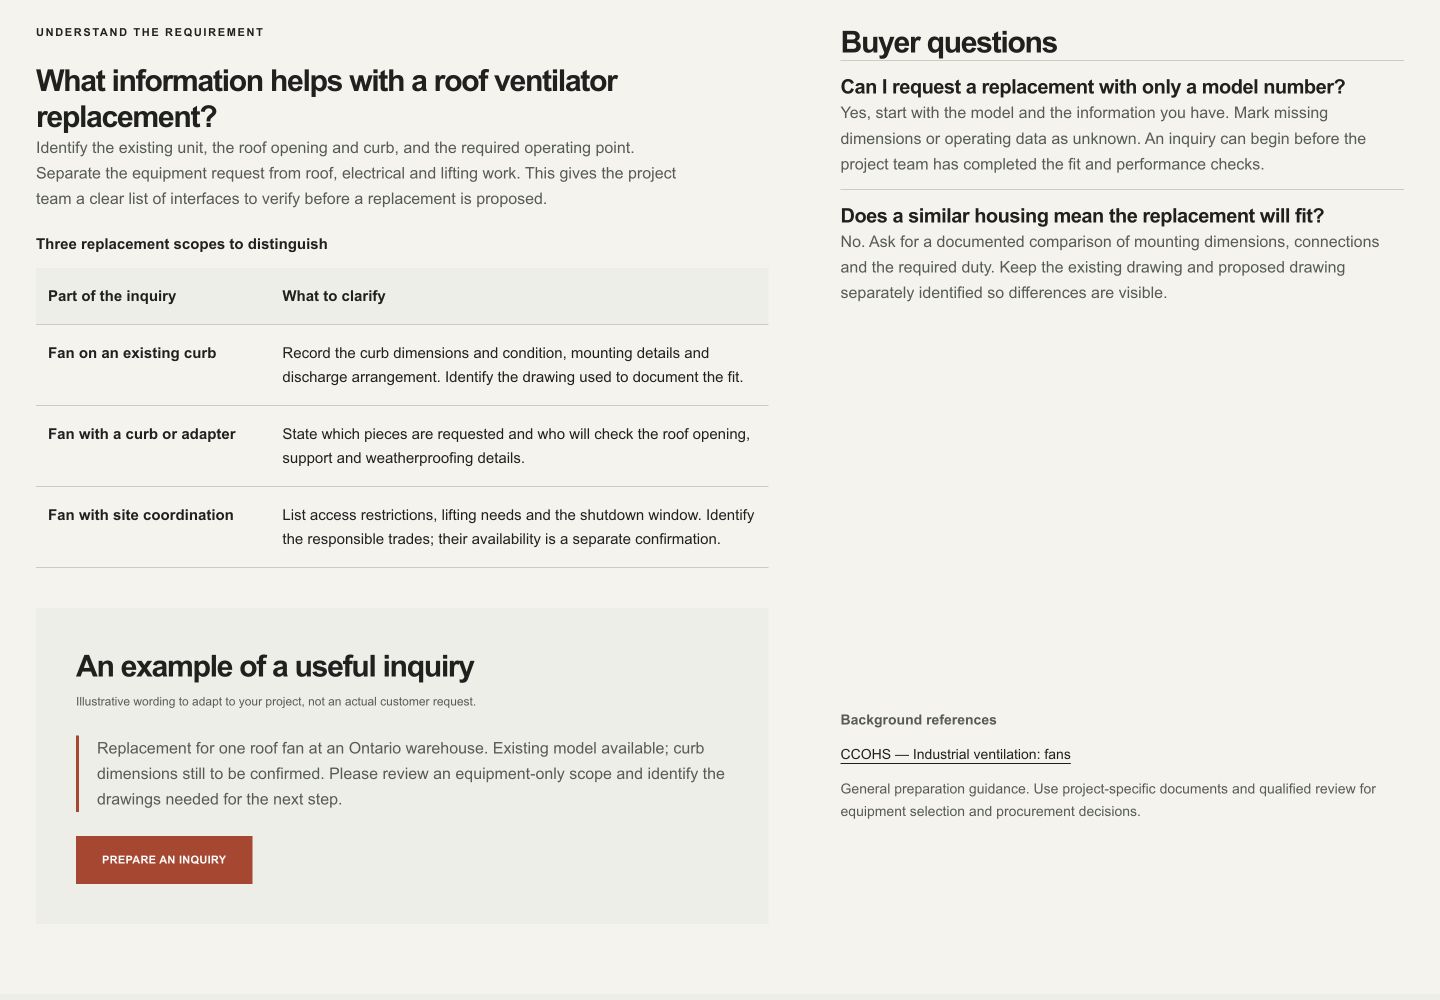 UNDERSTAND THE REQUIREMENT
What information helps with a roof ventilator
replacement?
Identify the existing unit, the roof opening and curb, and the required operating point.
Separate the equipment request from roof, electrical and lifting work. This gives the project
team a clear list of interfaces to verify before a replacement is proposed.
Three replacement scopes to distinguish
Part of the inquiry
What to clarify
Fan on an existing curb
Record the curb dimensions and condition, mounting details and
discharge arrangement. Identify the drawing used to document the fit.
Fan with a curb or adapter
State which pieces are requested and who will check the roof opening,
support and weatherproofing details.
Fan with site coordination
List access restrictions, lifting needs and the shutdown window. Identify
the responsible trades; their availability is a separate confirmation.
An example of a useful inquiry
Illustrative wording to adapt to your project, not an actual customer request.
Replacement for one roof fan at an Ontario warehouse. Existing model available; curb
dimensions still to be confirmed. Please review an equipment-only scope and identify the
drawings needed for the next step.
PREPARE AN INQUIRY
Buyer questions
Can I request a replacement with only a model number?
Yes, start with the model and the information you have. Mark missing
dimensions or operating data as unknown. An inquiry can begin before the
project team has completed the fit and performance checks.
Does a similar housing mean the replacement will fit?
No. Ask for a documented comparison of mounting dimensions, connections
and the required duty. Keep the existing drawing and proposed drawing
separately identified so differences are visible.
Background references
CCOHS — Industrial ventilation: fans
General preparation guidance. Use project-specific documents and qualified review for
equipment selection and procurement decisions.